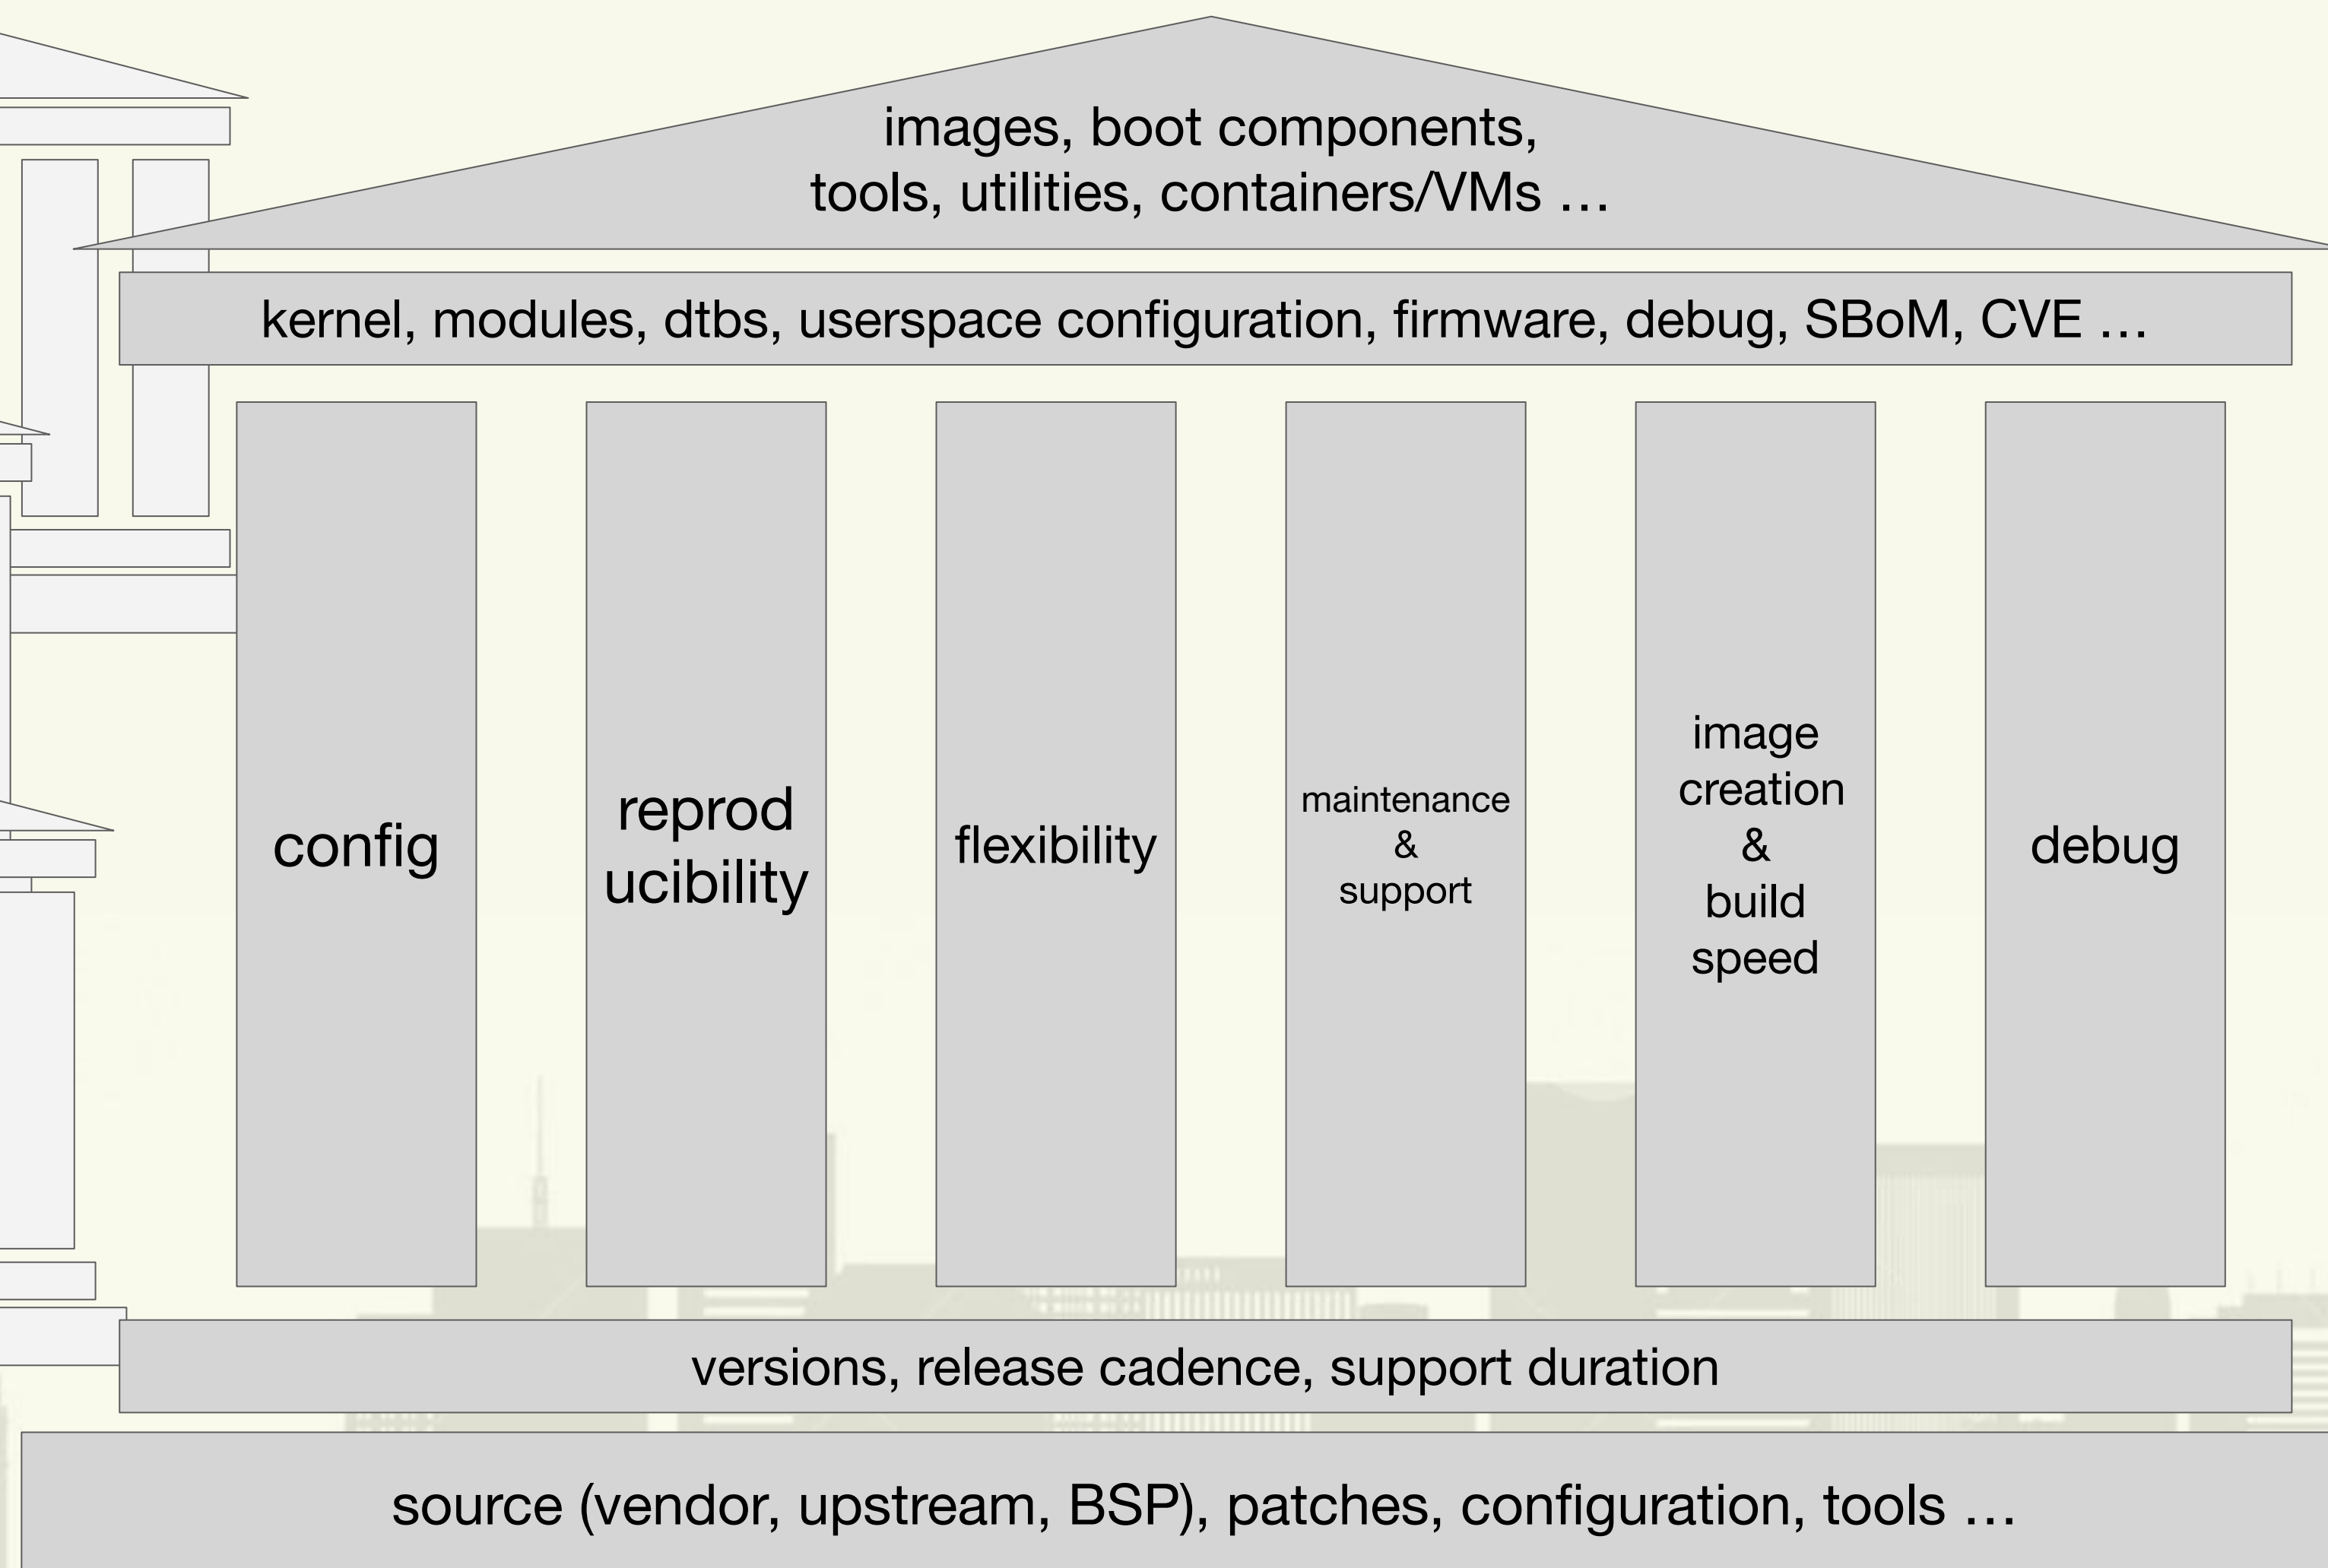 images, boot components,
tools, utilities, containers/VMs ...
kernel, modules, dtbs, userspace configuration, firmware, debug, SBoM, CVE ...
config
reprod
ucibility
flexibility
maintenance
&
support
image
creation
&
build
speed
debug
versions, release cadence, support duration
source (vendor, upstream, BSP), patches, configuration, tools ...